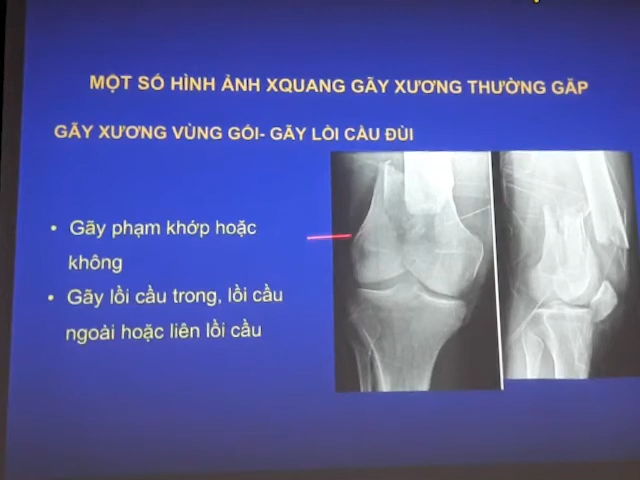 MỘT SỐ HÌNH ẢNH XQUANG GÃY XƯƠNG THƯỜNG GẶP
GÃY XƯƠNG VÙNG GỐI- GÃY LỒI CẦU ĐÙI
• Gãy phạm khớp hoặc
không
• Gãy lồi cầu trong, lồi cầu
ngoài hoặc liên lồi cầu